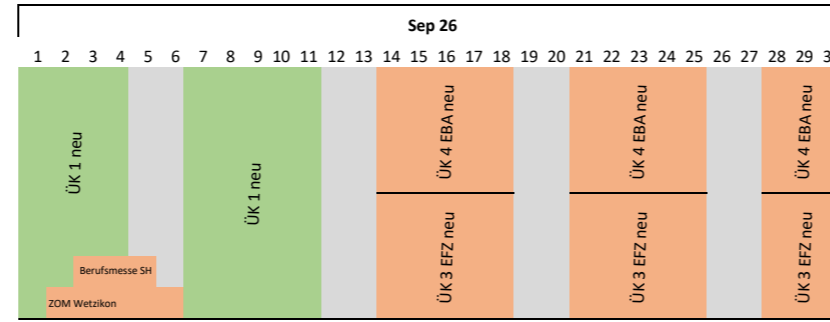 Sep 26
1 2 3 4 5 6 7 8 9 10 11 12 13 14 15 16 17 18 19 20 21 22 23 24 25 26 27 28 29 3
ÜK 1 neu
ÜK 1 neu
ÜK 4 EBA neu
ÜK 4 EBA neu
ÜK 4 EBA neu
ÜK 3 EFZ neu
ÜK 3 EFZ neu
ÜK 3 EFZ neu
Berufsmesse SH
ZOM Wetzikon